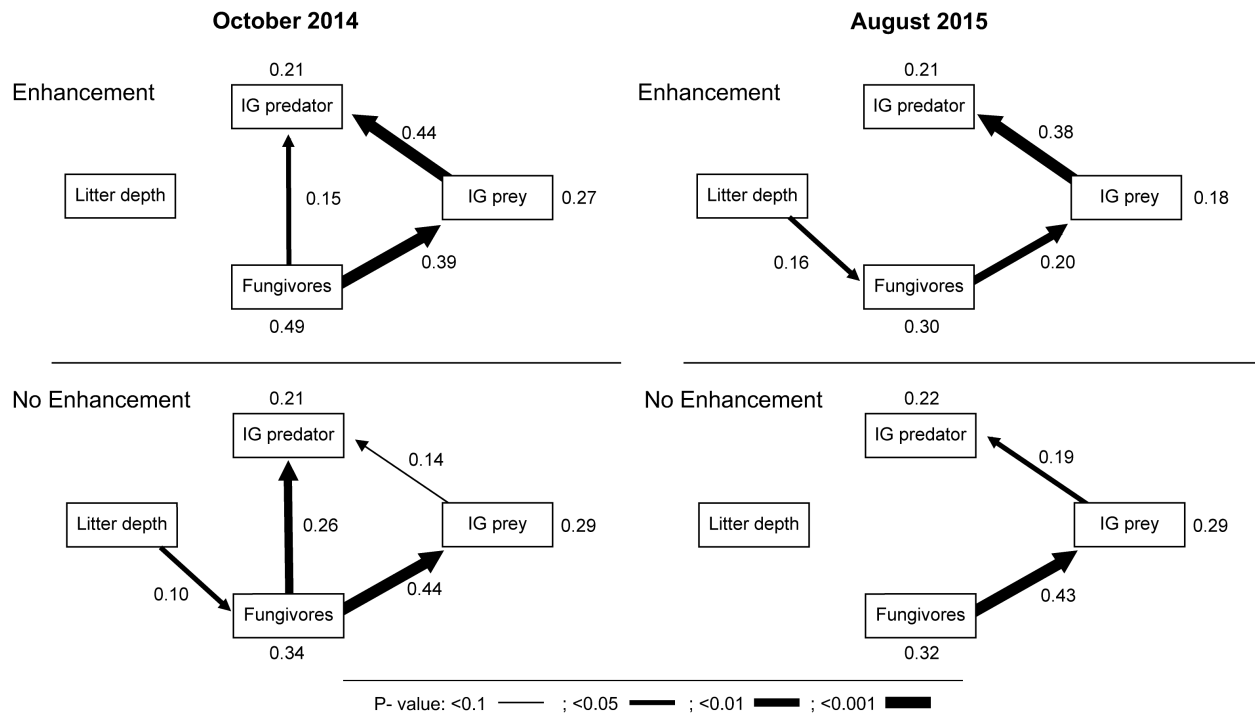 October 2014
Enhancement
0.21
IG predator
0.44
Litter depth
0.15
IG prey
0.27
0.39
Fungivores
0.49
August 2015
Enhancement
0.21
IG predator
0.38
Litter depth
IG prey
0.18
0.16
0.20
Fungivores
0.30
No Enhancement
0.21
IG predator
0.14
Litter depth
0.26
IG prey
0.29
0.10
0.44
Fungivores
0.34
No Enhancement
0.22
IG predator
0.19
Litter depth
IG prey
0.29
0.43
Fungivores
0.32
P- value: <0.1 ; <0.05 ; <0.01 ; <0.001